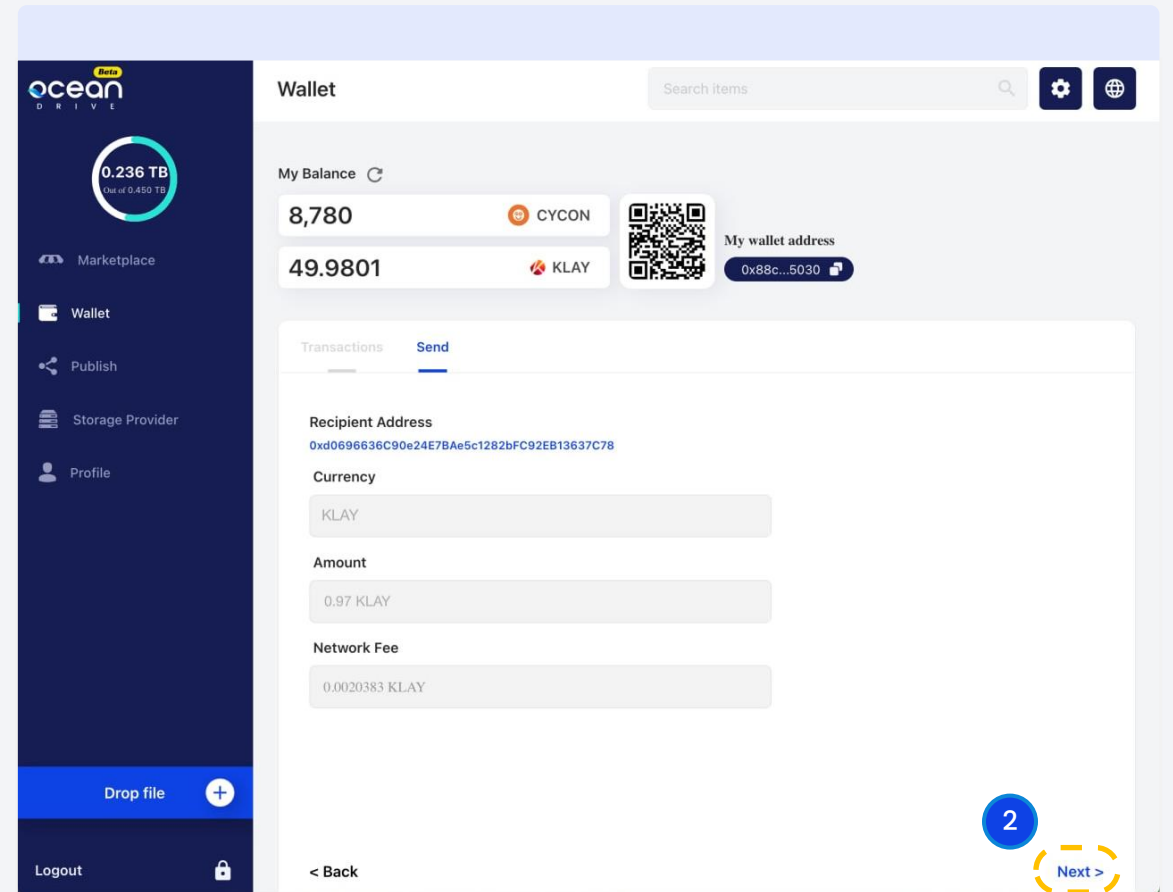 Beta
ocean
DRIVE
0.236 TB
Out of 0.450 TB
Marketplace
Wallet
Publish
Storage Provider
Profile
Drop file
Logout
Wallet
Search items
My Balance
8,780 CYCON
49.9801 KLAY
My wallet address
0x88c...5030
Transactions Send
Recipient Address
0xd0696636C90e24E7BAe5c1282bFC92EB13637C78
Currency
KLAY
Amount
0.97 KLAY
Network Fee
0.0020383 KLAY
2
< Back
Next >